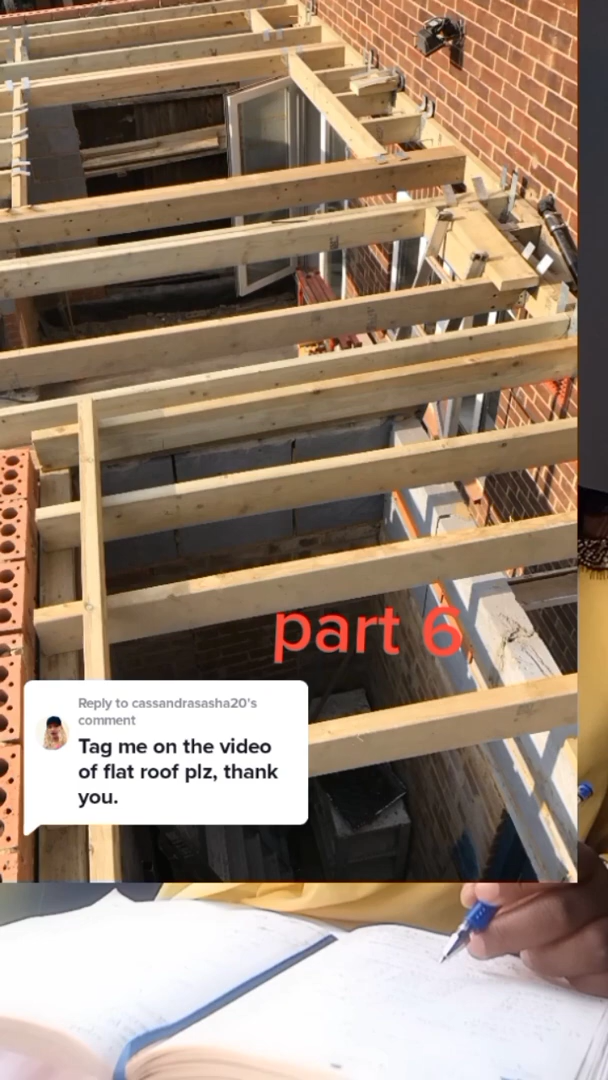 part 6
Reply to cassandrasasha20's
comment
Tag me on the video
of flat roof plz, thank
you.